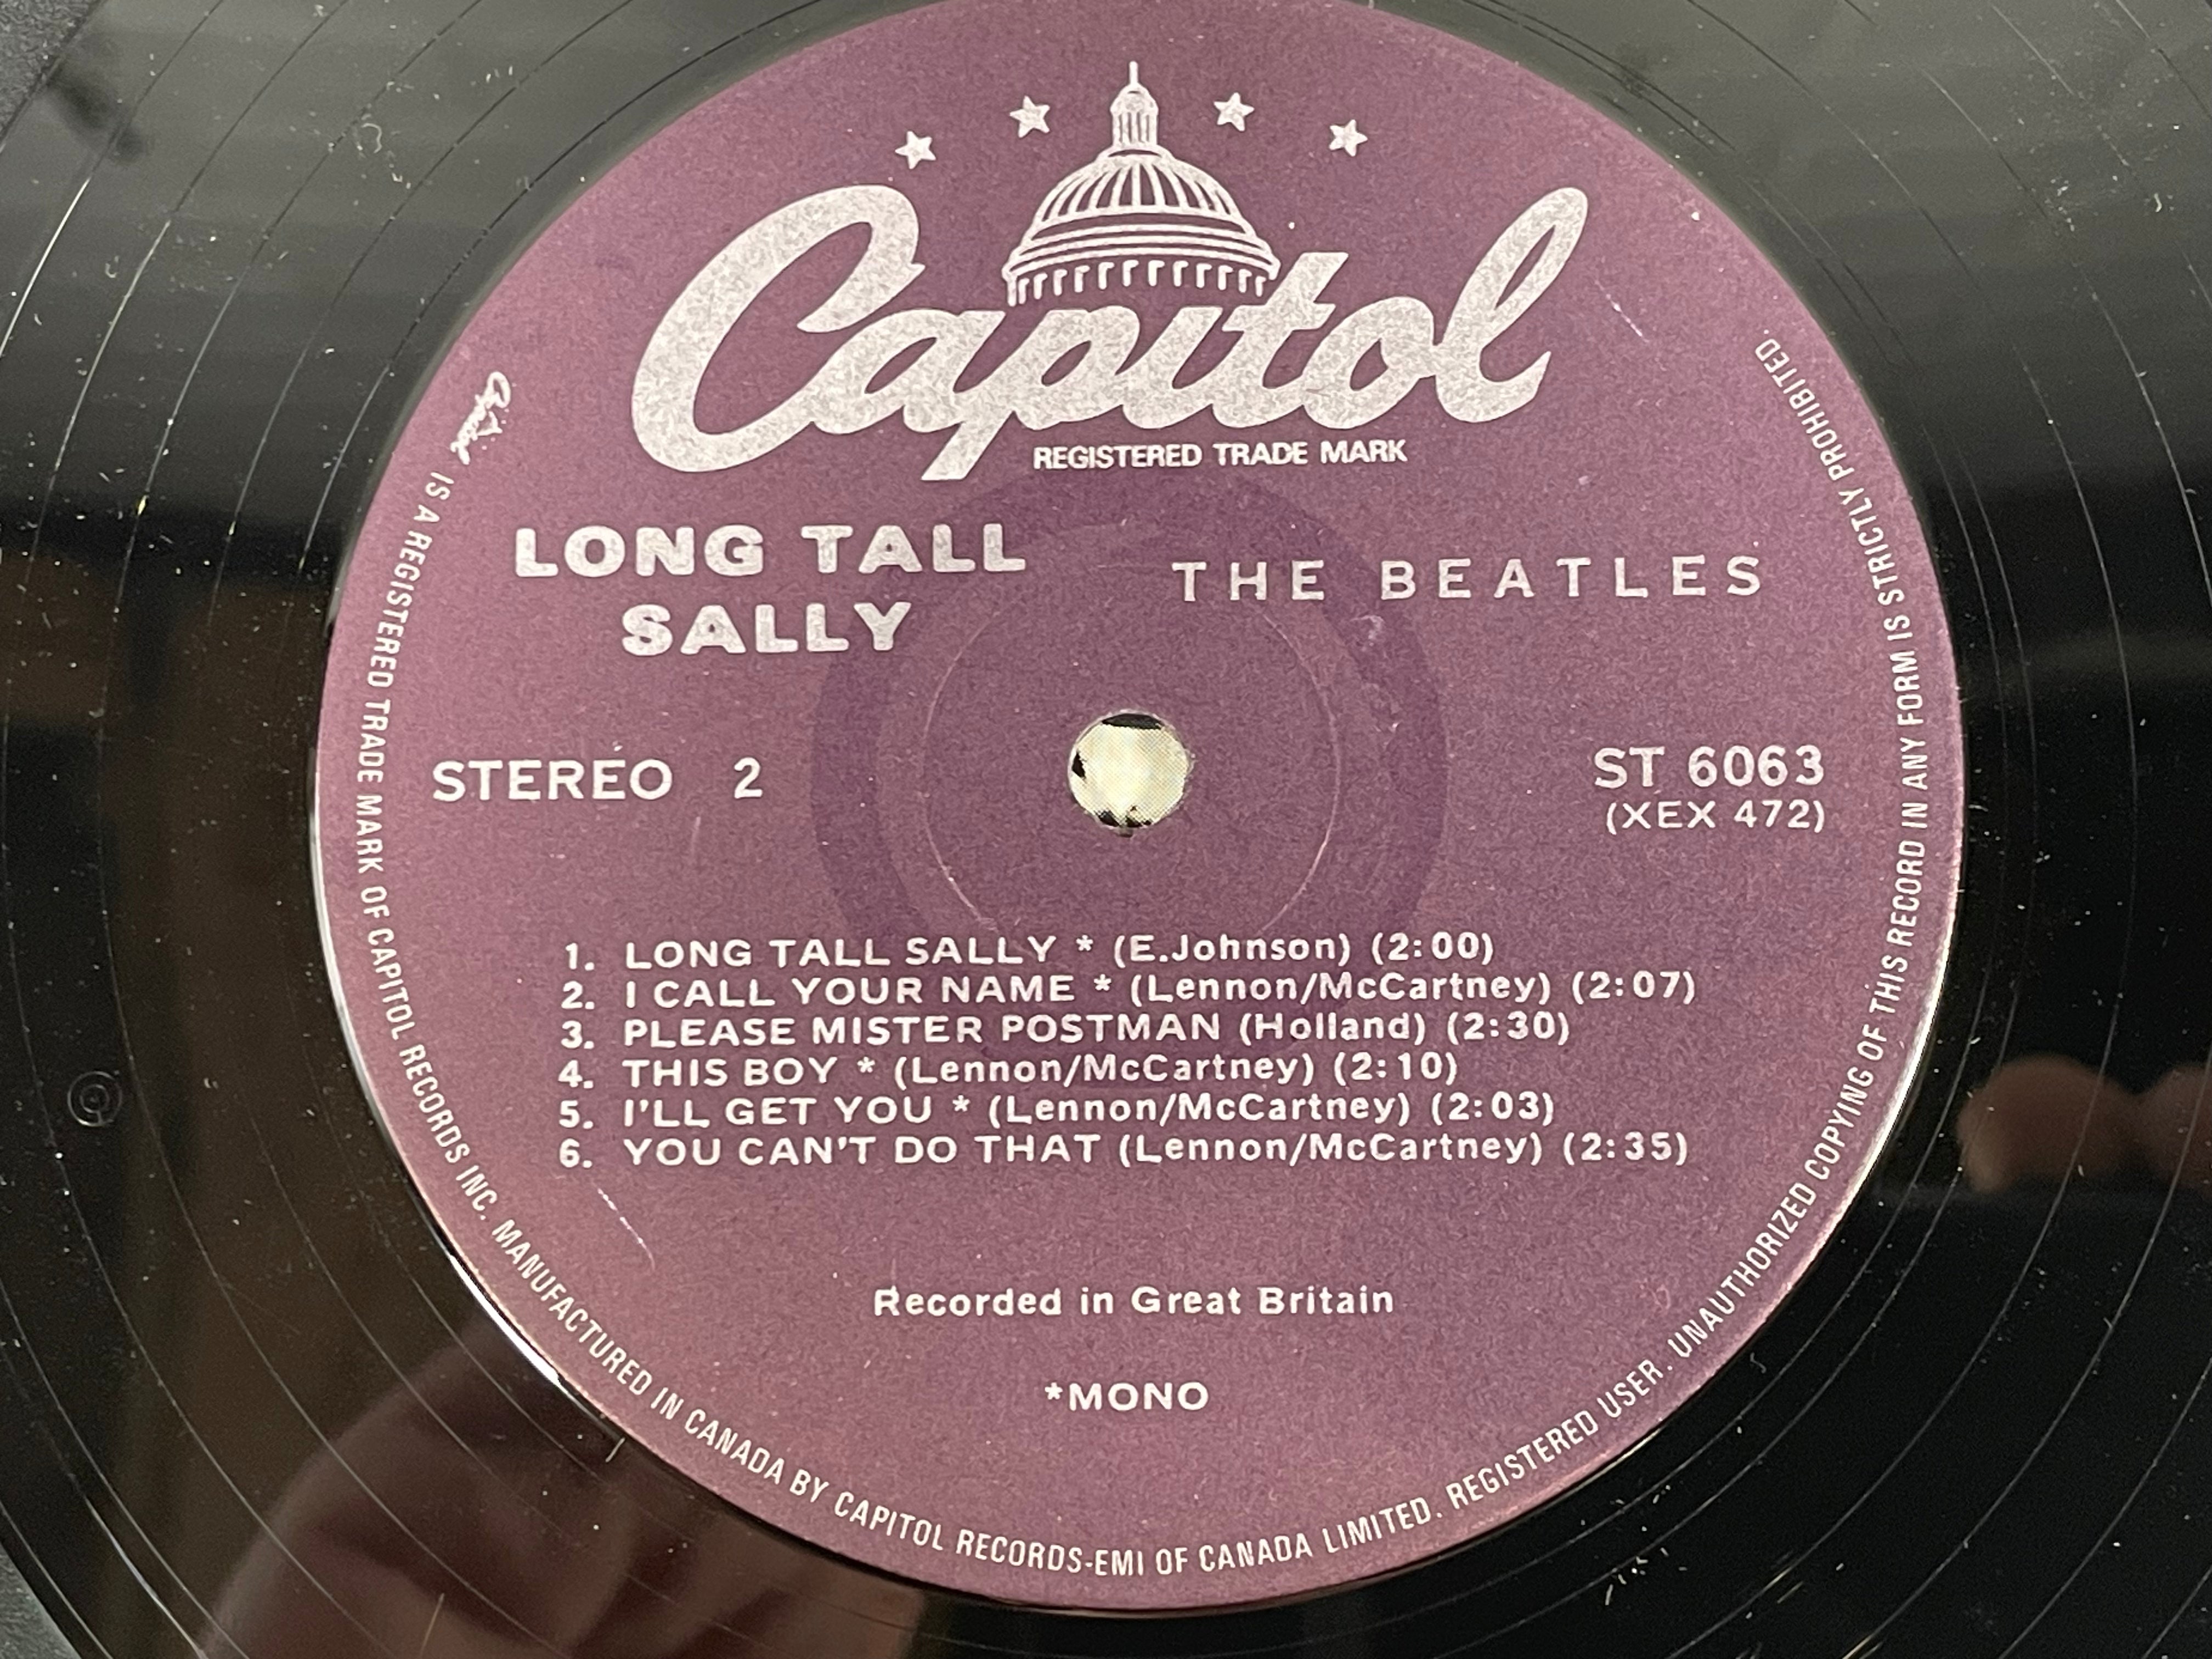 Capitol
REGISTERED TRADE MARK
LONG TALL
SALLY
THE BEATLES
STEREO 2
ST 6063
(XEX 472)
1. LONG TALL SALLY * (E.Johnson) (2:00)
2. I CALL YOUR NAME * (Lennon/McCartney) (2:07)
3. PLEASE MISTER POSTMAN (Holland) (2:30)
4. THIS BOY * (Lennon/McCartney) (2:10)
5. I'LL GET YOU * (Lennon/McCartney) (2:03)
6. YOU CAN'T DO THAT (Lennon/McCartney) (2:35)
Recorded in Great Britain
*MONO
Capitol IS A REGISTERED TRADE MARK OF CAPITOL RECORDS INC. MANUFACTURED IN CANADA BY CAPITOL RECORDS-EMI OF CANADA LIMITED. REGISTERED USER. UNAUTHORIZED COPYING OF THIS RECORD IN ANY FORM IS STRICTLY PROHIBITED